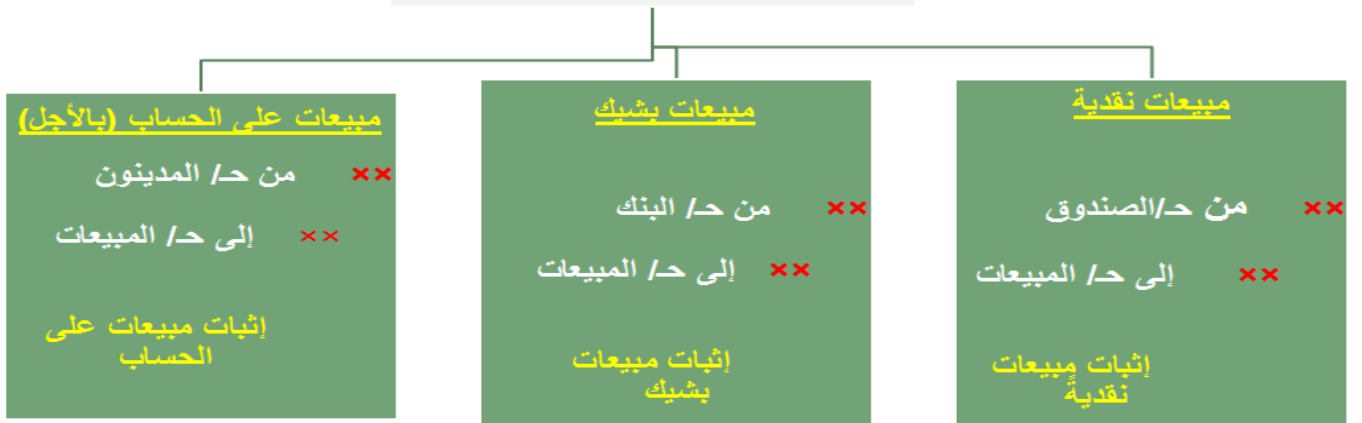 مبيعات نقدية
×× من حـ/الصندوق
×× إلى حـ/ المبيعات
إثبات مبيعات
نقديةً
مبيعات بشيك
×× من حـ/ البنك
×× إلى حـ/ المبيعات
إثبات مبيعات
بشيك
مبيعات على الحساب (بالأجل)
×× من حـ/ المدينون
×× إلى حـ/ المبيعات
إثبات مبيعات على
الحساب